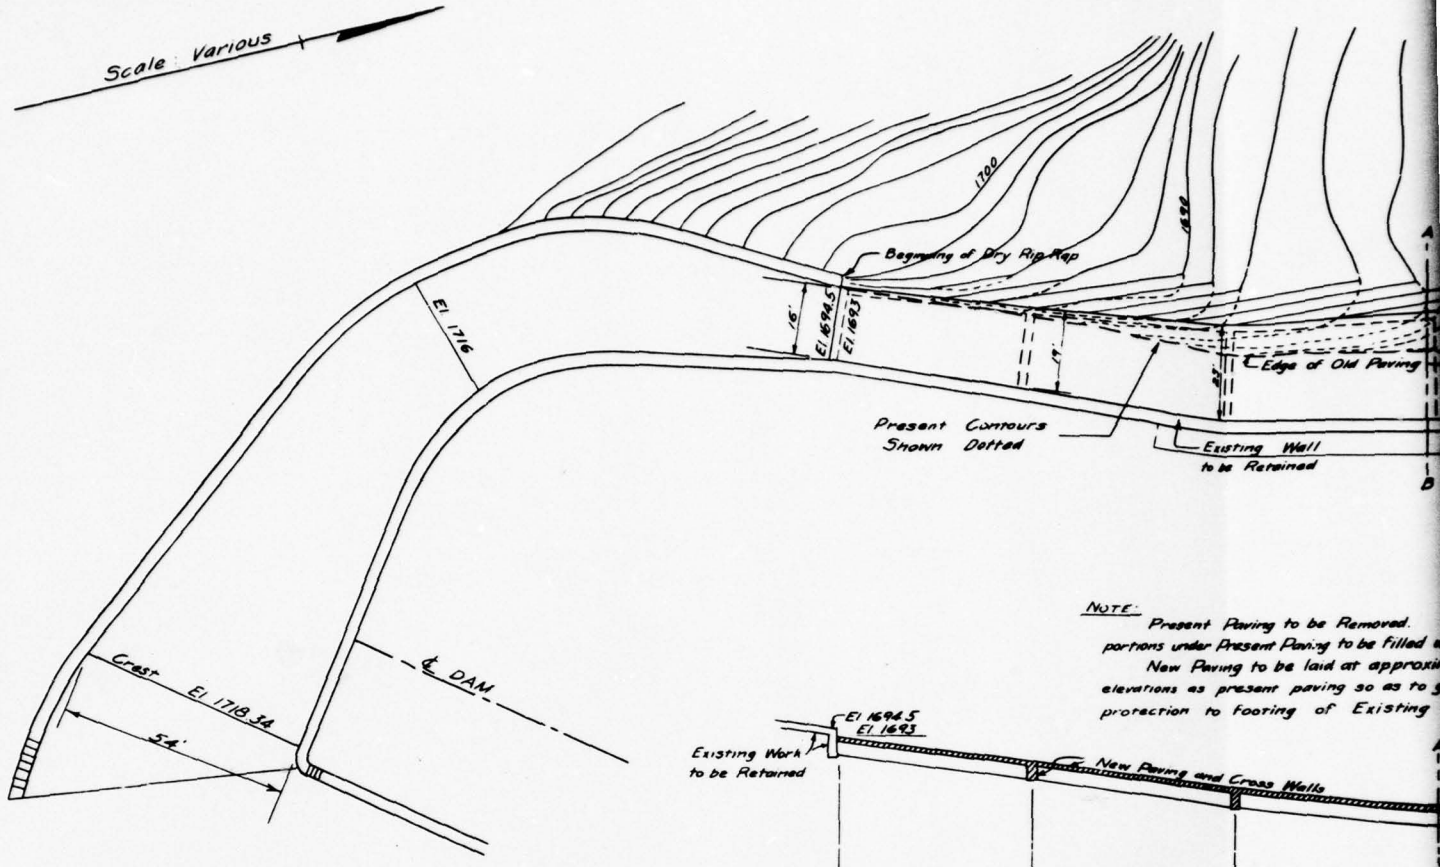 Scale Various
1700
1690
A
Beginning of Dry Rip Rap
El. 1716
16'
El. 1694.5
El. 1693
19'
23'
Edge of Old Paving
Present Contours
Shown Dotted
Existing Wall
to be Retained
B
NOTE:
Present Paving to be Removed.
portions under Present Paving to be filled
New Paving to be laid at
elevations as present paving so as to
protection to Footing of Existing
Crest El. 1718.34
℄ DAM
54'
El 1694.5
El 1693
Existing Work
to be Retained
New Paving and Cross Walls
A